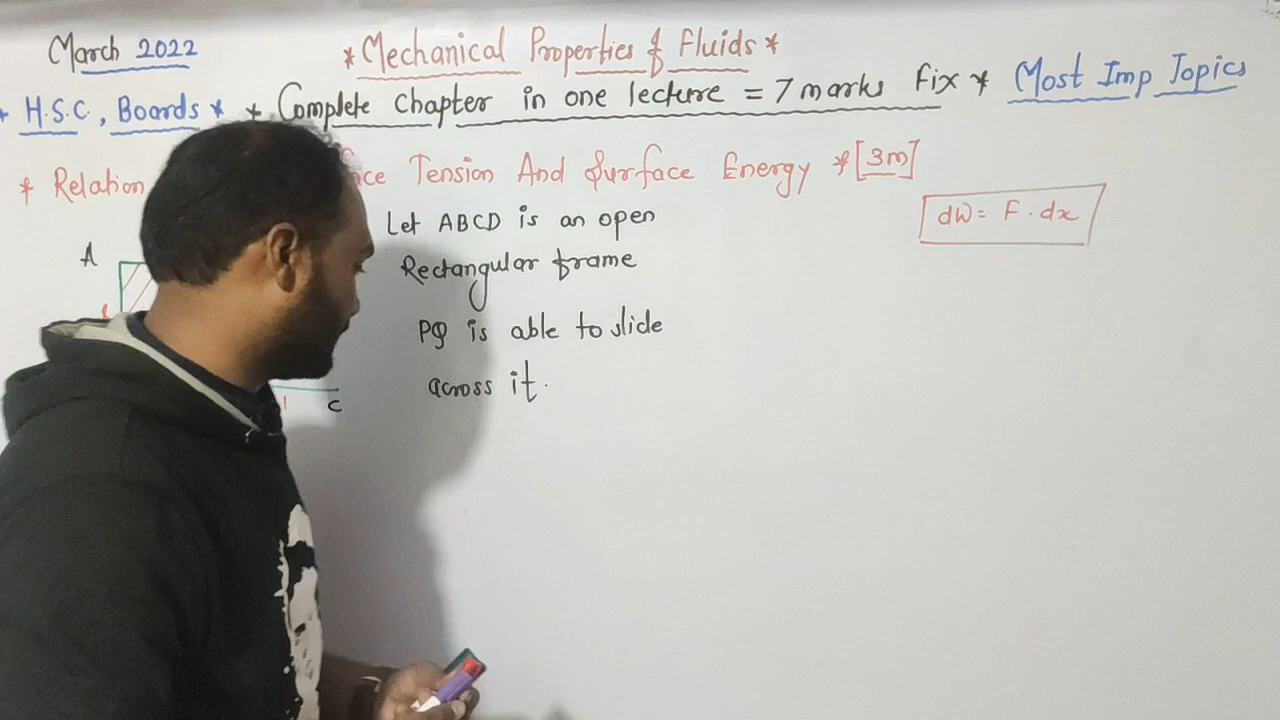 March 2022
* Mechanical Properties of Fluids *
* H.S.C., Boards * * Complete chapter in one lecture = 7 marks Fix * Most Imp Topics
* Relation Tension And Surface Energy * [3m]
Let ABCD is an open
Rectangular frame
PQ is able to slide
across it.
dW = F . dx
A
C